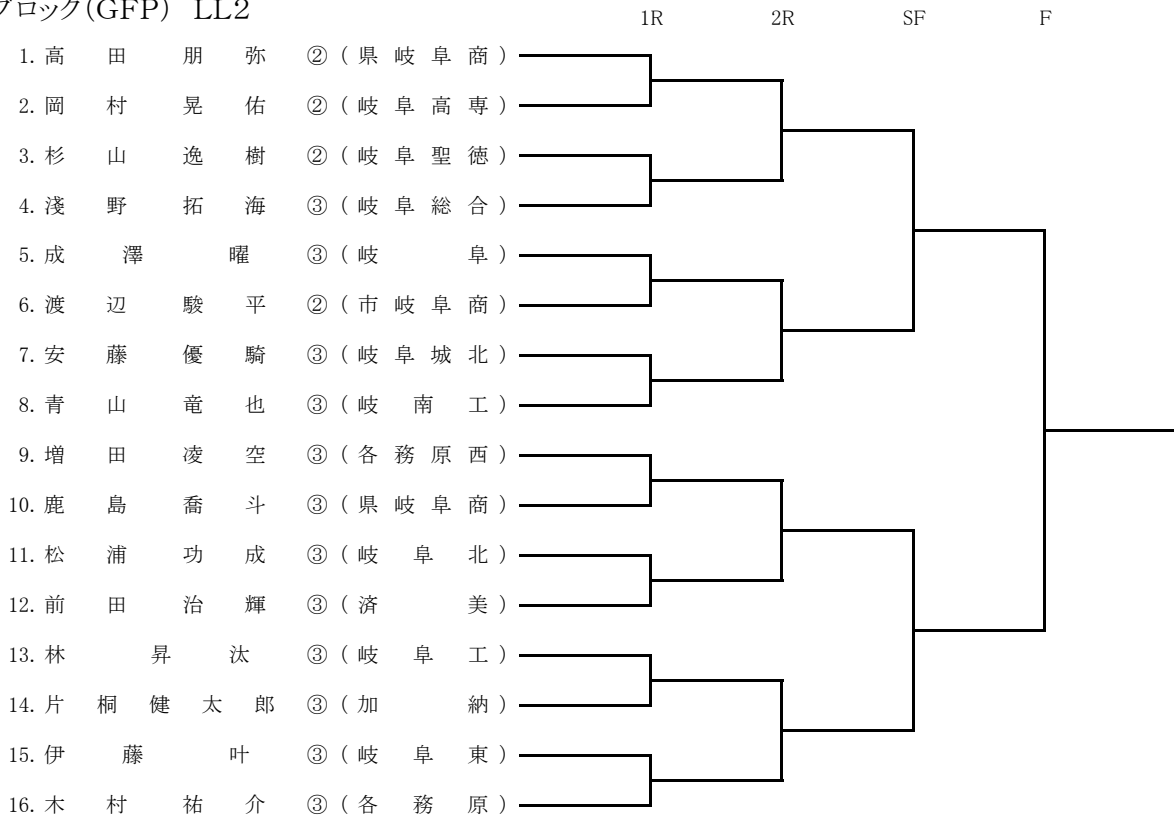 ブロック(GFP) LL2
1R 2R SF F
1. 高田朋弥 ② (県岐阜商)
2. 岡村晃佑 ② (岐阜高専)
3. 杉山逸樹 ② (岐阜聖徳)
4. 淺野拓海 ③ (岐阜総合)
5. 成澤曜 ③ (岐阜)
6. 渡辺駿平 ② (市岐阜商)
7. 安藤優騎 ③ (岐阜城北)
8. 青山竜也 ③ (岐南工)
9. 増田凌空 ③ (各務原西)
10. 鹿島喬斗 ③ (県岐阜商)
11. 松浦功成 ③ (岐阜北)
12. 前田治輝 ③ (済美)
13. 林昇汰 ③ (岐阜工)
14. 片桐健太郎 ③ (加納)
15. 伊藤叶 ③ (岐阜東)
16. 木村祐介 ③ (各務原)